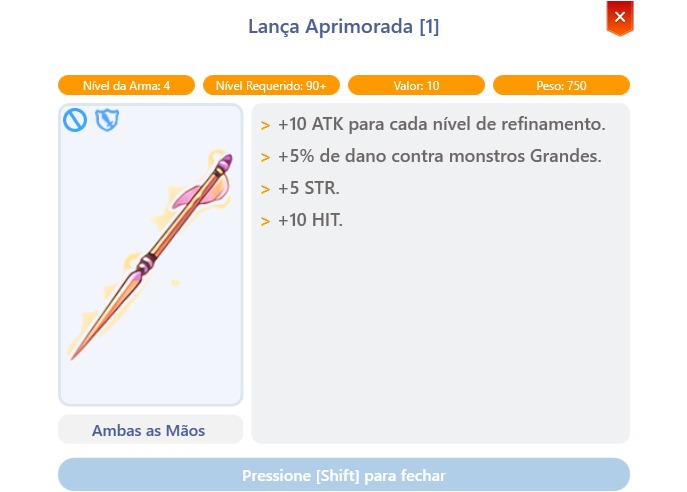 Lança Aprimorada [1]
Nível da Arma: 4
Nível Requerido: 90+
Valor: 10
Peso: 750
> +10 ATK para cada nível de refinamento.
> +5% de dano contra monstros Grandes.
> +5 STR.
> +10 HIT.
Ambas as Mãos
Pressione [Shift] para fechar